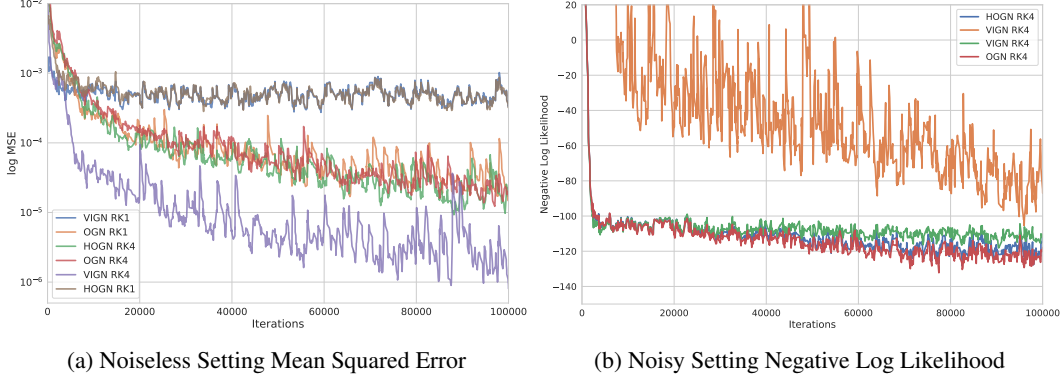 10⁻²
10⁻³
10⁻⁴
10⁻⁵
10⁻⁶
log MSE
VIGN RK1
OGN RK1
HOGN RK4
OGN RK4
VIGN RK4
HOGN RK1
0 20000 40000 60000 80000 100000
Iterations
20
0
−20
−40
−60
−80
−100
−120
−140
Negative Log Likelihood
HOGN RK4
VIGN RK4
VIGN RK4
OGN RK4
0 20000 40000 60000 80000 100000
Iterations
(a) Noiseless Setting Mean Squared Error
(b) Noisy Setting Negative Log Likelihood